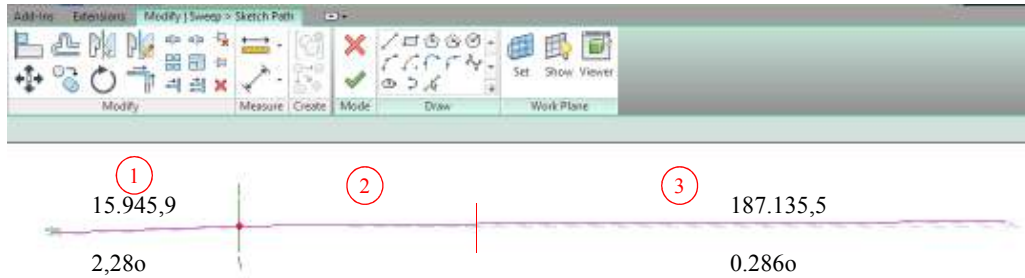 Add-Ins Extensions Modify | Sweep > Sketch Path
Set Show Viewer
Modify Measure Create Mode Draw Work Plane
1 2 3
15.945,9 187.135,5
2,28o 0.286o